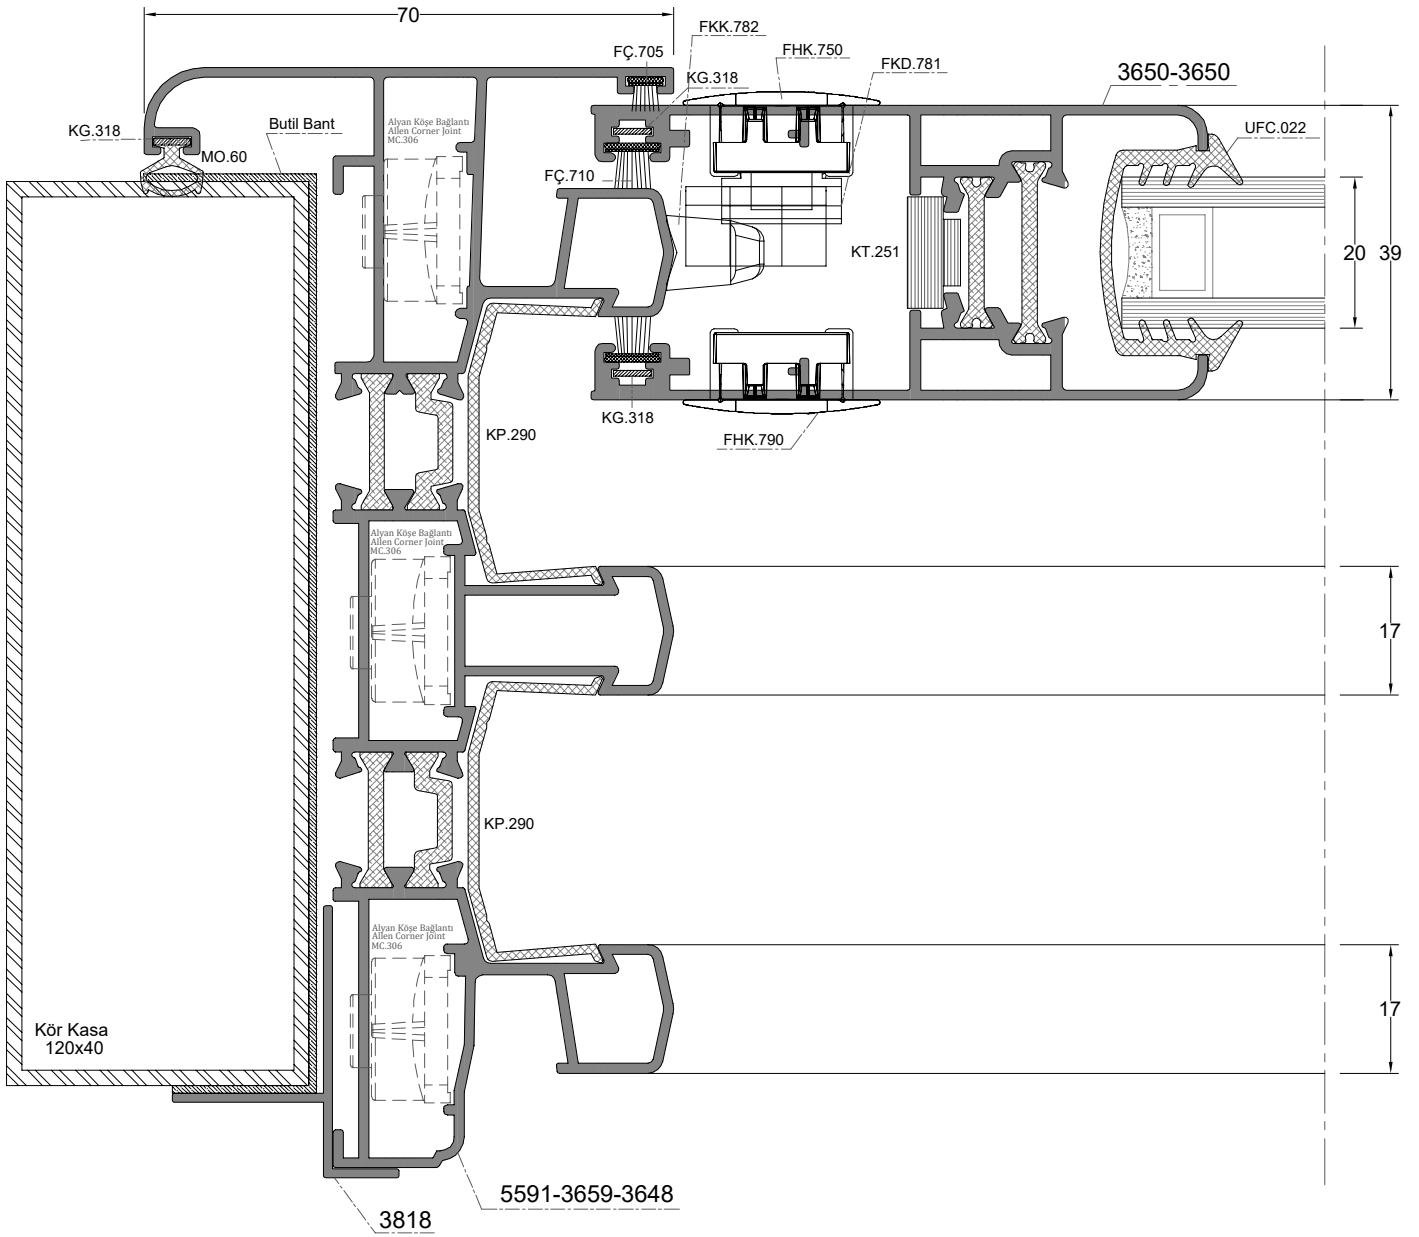 70
FKK.782
FÇ.705
FHK.750
FKD.781
KG.318
3650-3650
UFC.022
KG.318
Butil Bant
Alyan Köşe Bağlantı
Allen Corner Joint
MC.306
MO.60
FÇ.710
KT.251
20
39
KG.318
FHK.790
KP.290
Alyan Köşe Bağlantı
Allen Corner Joint
MC.306
17
KP.290
Alyan Köşe Bağlantı
Allen Corner Joint
MC.306
17
Kör Kasa
120x40
5591-3659-3648
3818